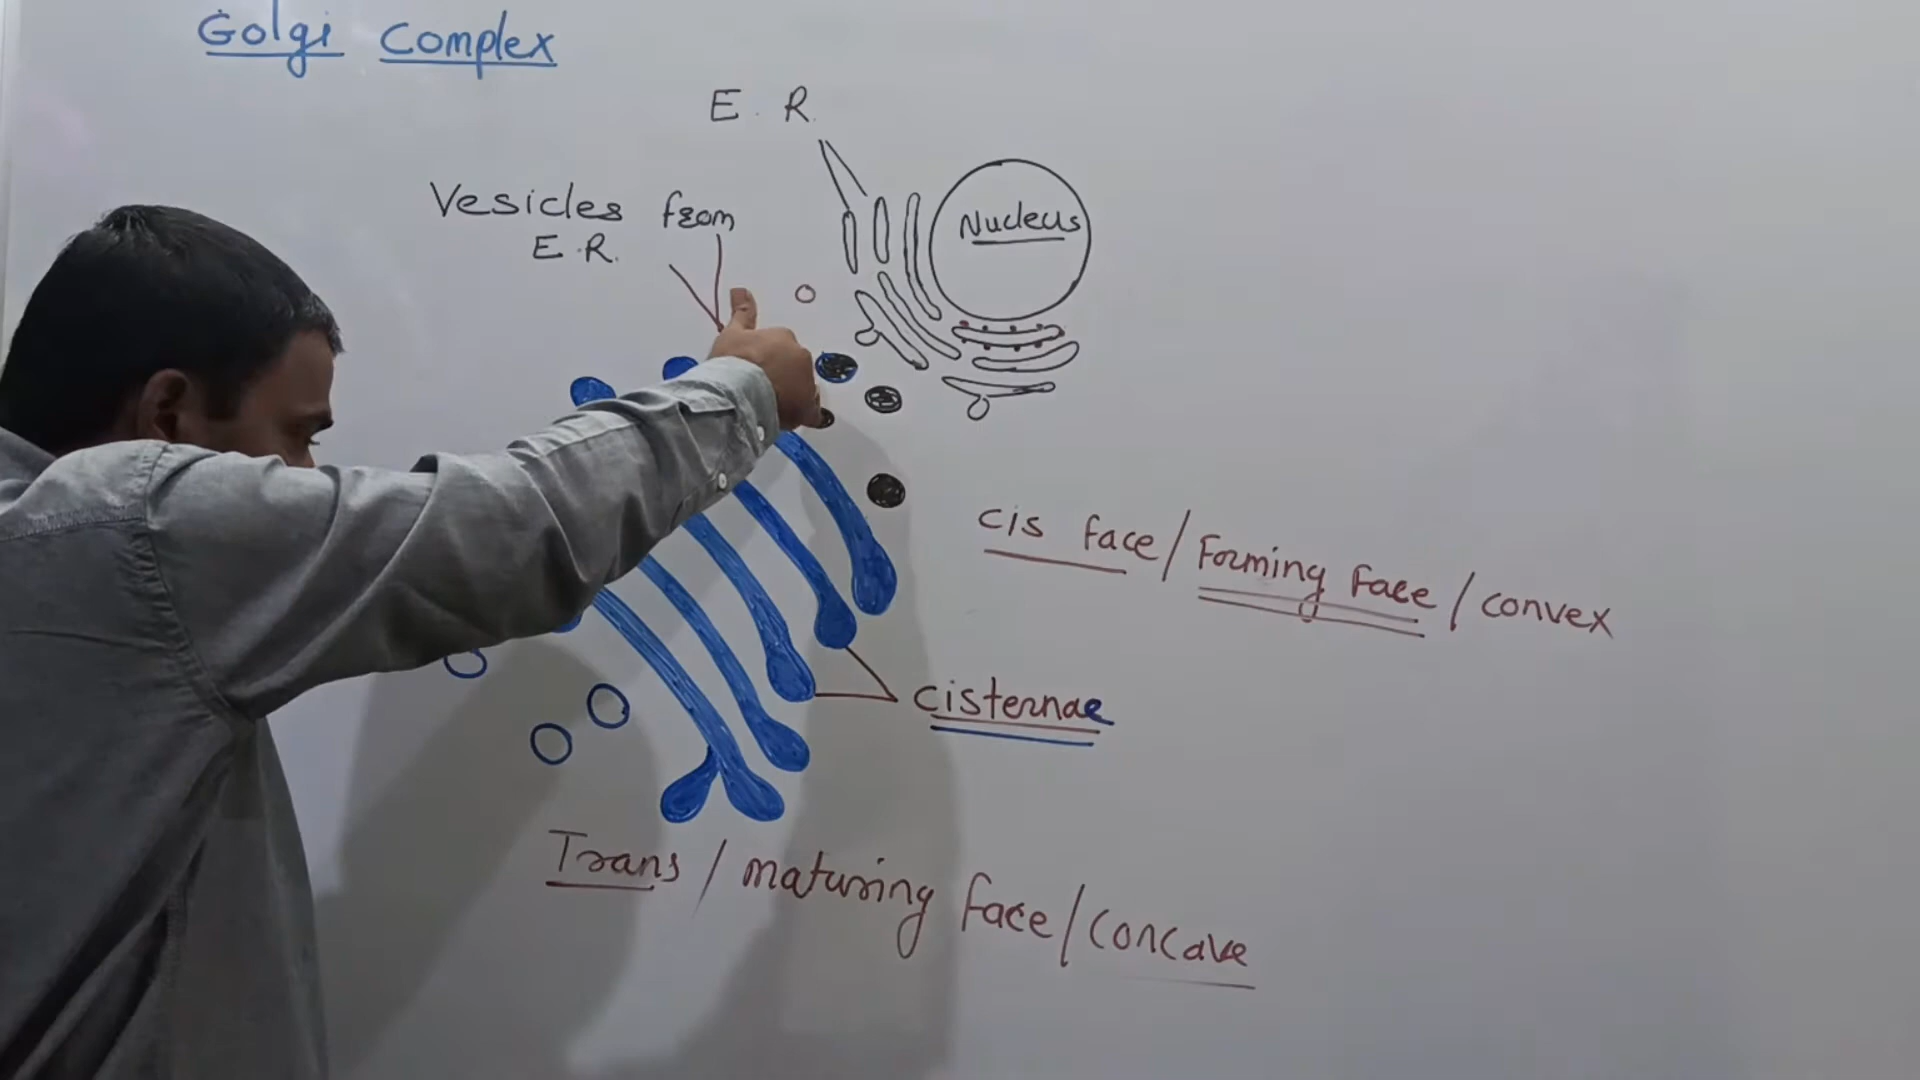 Golgi Complex
E. R.
Vesicles from
E.R.
Nucleus
cis face/Forming Face/convex
cisternae
Trans/maturing face/concave